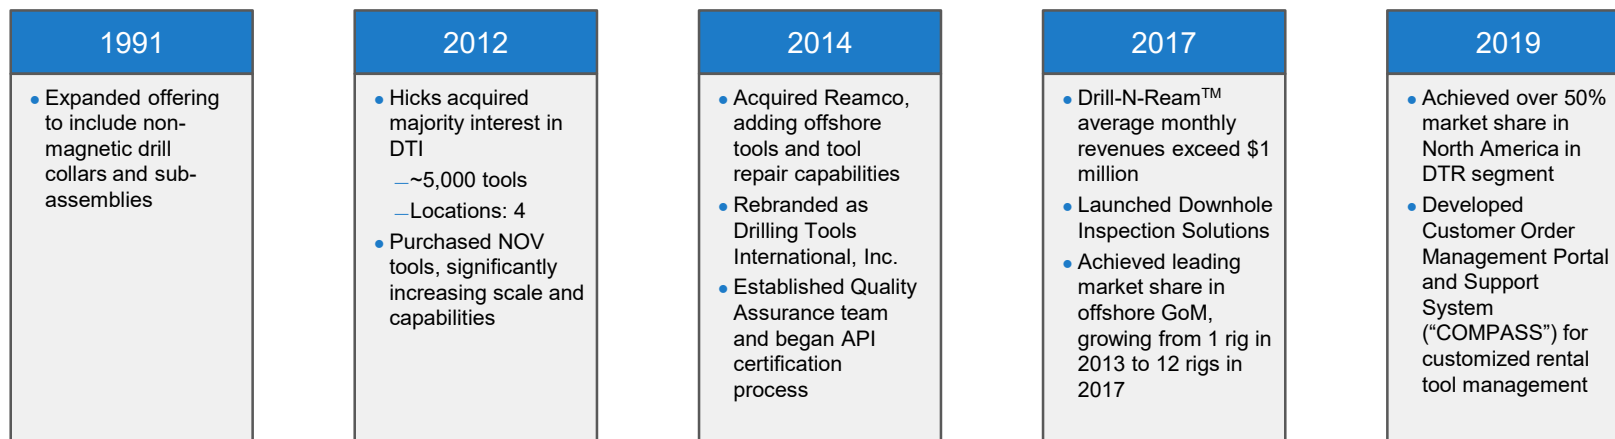 1991
● Expanded offering
to include non-
magnetic drill
collars and sub-
assemblies
2012
● Hicks acquired
majority interest in
DTI
–~5,000 tools
–Locations: 4
● Purchased NOV
tools, significantly
increasing scale and
capabilities
2014
● Acquired Reamco,
adding offshore
tools and tool
repair capabilities
● Rebranded as
Drilling Tools
International, Inc.
● Established Quality
Assurance team
and began API
certification
process
2017
● Drill-N-Ream™
average monthly
revenues exceed $1
million
● Launched Downhole
Inspection Solutions
● Achieved leading
market share in
offshore GoM,
growing from 1 rig in
2013 to 12 rigs in
2017
2019
● Achieved over 50%
market share in
North America in
DTR segment
● Developed
Customer Order
Management Portal
and Support
System
(“COMPASS”) for
customized rental
tool management